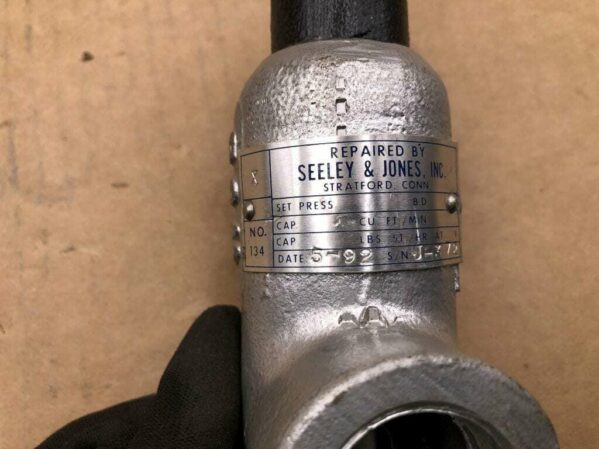 REPAIRED BY
SEELEY & JONES, INC.
STRATFORD, CONN
SET PRESS B.D
NO. CAP CU FT/MIN
134 CAP LBS ST/HR AT
DATE 5-92 S/N